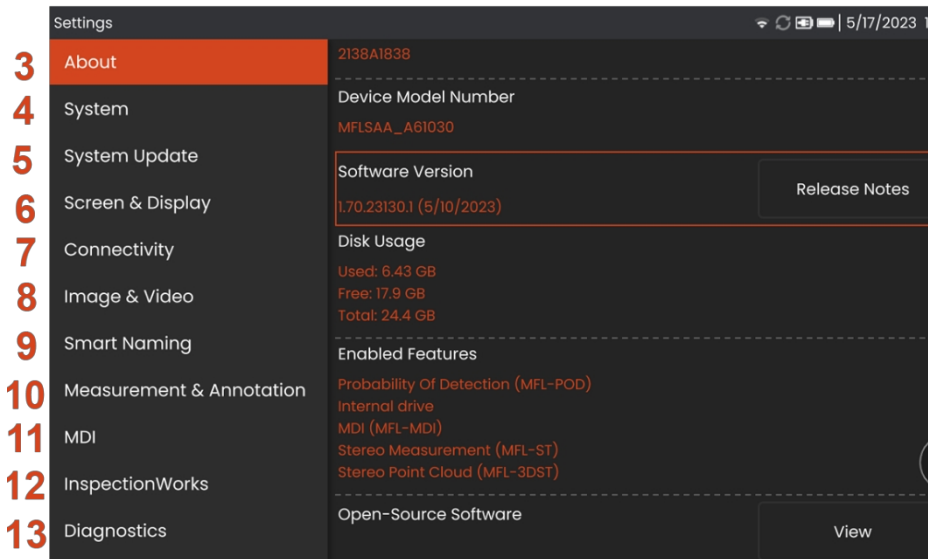 Settings
5/17/2023 1
3 About
4 System
5 System Update
6 Screen & Display
7 Connectivity
8 Image & Video
9 Smart Naming
10 Measurement & Annotation
11 MDI
12 InspectionWorks
13 Diagnostics
2138A1838
Device Model Number
MFLSAA_A61030
Software Version
1.70.23130.1 (5/10/2023)
Release Notes
Disk Usage
Used: 6.43 GB
Free: 17.9 GB
Total: 24.4 GB
Enabled Features
Probability Of Detection (MFL-POD)
Internal drive
MDI (MFL-MDI)
Stereo Measurement (MFL-ST)
Stereo Point Cloud (MFL-3DST)
Open-Source Software
View